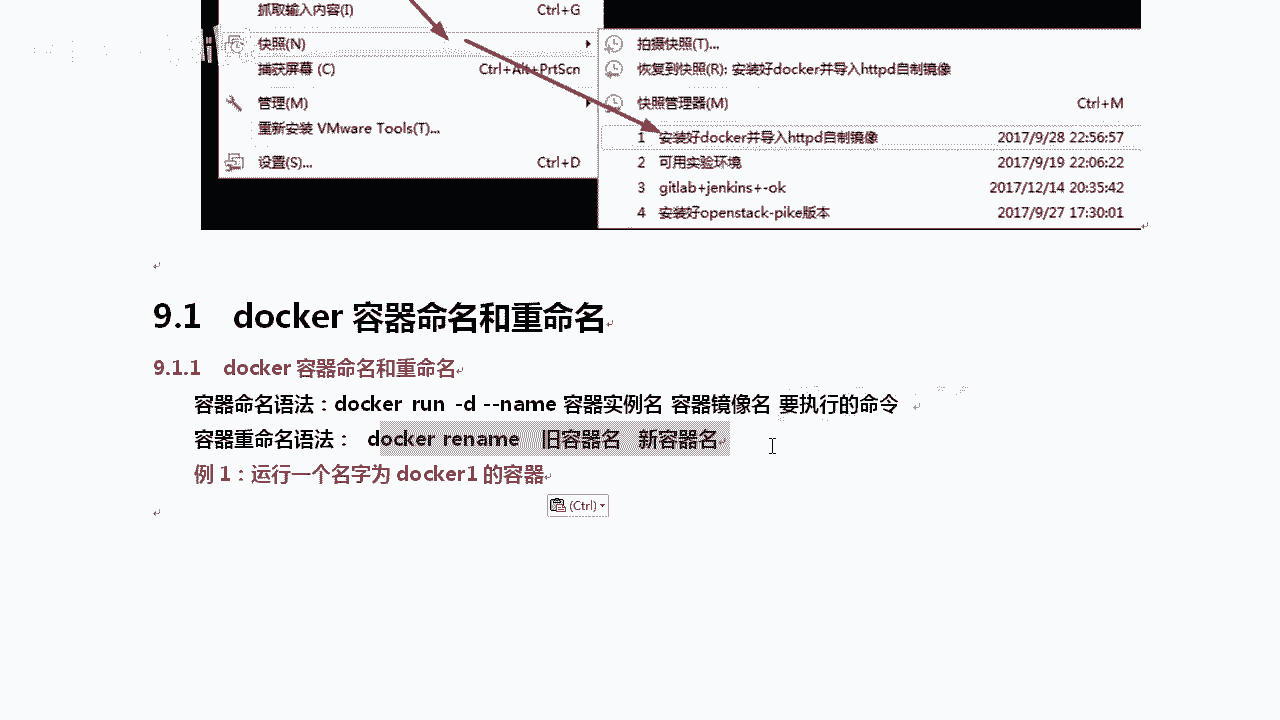 抓取输入内容(I) Ctrl+G
快照(N)
捕获屏幕 (C) Ctrl+Alt+PrtScn
管理(M)
重新安装 VMware Tools(T)...
设置(S)... Ctrl+D
拍摄快照(T)...
恢复到快照(R): 安装好docker并导入httpd自制镜像
快照管理器(M) Ctrl+M
1 安装好docker并导入httpd自制镜像 2017/9/28 22:56:57
2 可用实验环境 2017/9/19 22:06:22
3 gitlab+jenkins+-ok 2017/12/14 20:35:42
4 安装好openstack-pike版本 2017/9/27 17:30:01
9.1 docker 容器命名和重命名
9.1.1 docker 容器命名和重命名
容器命名语法：docker run -d --name 容器实例名 容器镜像名 要执行的命令
容器重命名语法： docker rename 旧容器名 新容器名
例 1：运行一个名字为 docker1 的容器
(Ctrl)